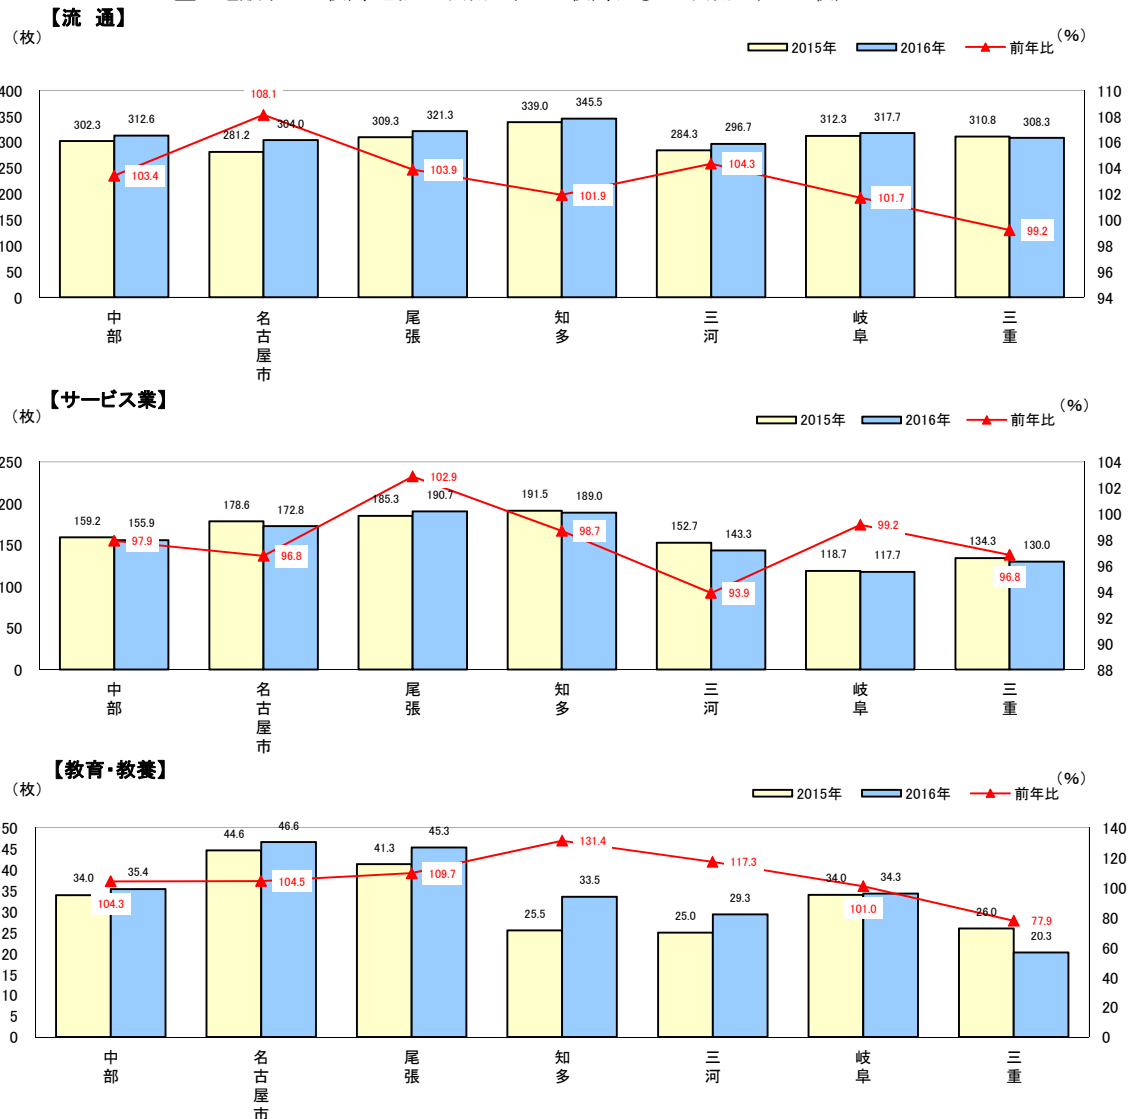 【流 通】
（枚）
（%）
2015年 2016年 前年比
400 350 300 250 200 150 100 50 0
110 108 106 104 102 100 98 96 94
302.3 312.6 281.2 304.0 309.3 321.3 339.0 345.5 284.3 296.7 312.3 317.7 310.8 308.3
103.4 108.1 103.9 101.9 104.3 101.7 99.2
中部 名古屋市 尾張 知多 三河 岐阜 三重
【サービス業】
（枚）
（%）
2015年 2016年 前年比
250 200 150 100 50 0
104 102 100 98 96 94 92 90 88
159.2 155.9 178.6 172.8 185.3 190.7 191.5 189.0 152.7 143.3 118.7 117.7 134.3 130.0
97.9 96.8 102.9 98.7 93.9 99.2 96.8
中部 名古屋市 尾張 知多 三河 岐阜 三重
【教育・教養】
（枚）
（%）
2015年 2016年 前年比
50 45 40 35 30 25 20 15 10 5 0
140 120 100 80 60 40 20 0
34.0 35.4 44.6 46.6 41.3 45.3 25.5 33.5 25.0 29.3 34.0 34.3 26.0 20.3
104.3 104.5 109.7 131.4 117.3 101.0 77.9
中部 名古屋市 尾張 知多 三河 岐阜 三重